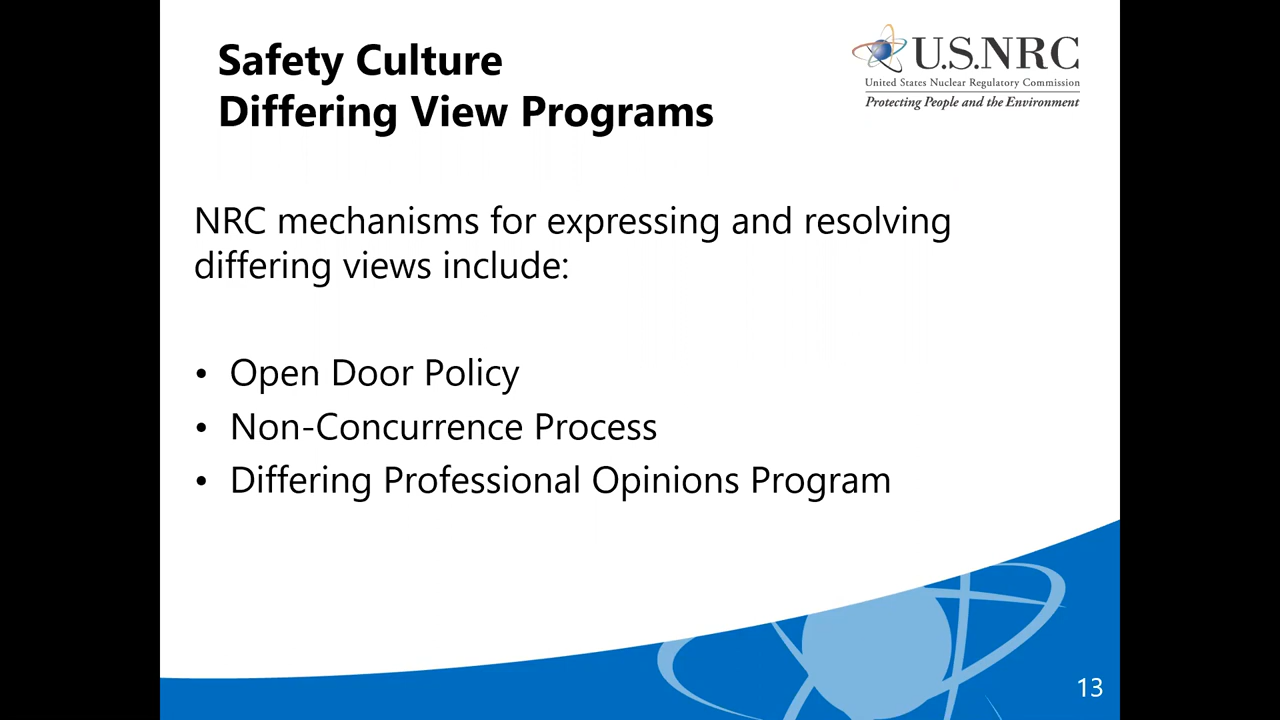 Safety Culture
Differing View Programs
U.S.NRC
United States Nuclear Regulatory Commission
Protecting People and the Environment
NRC mechanisms for expressing and resolving
differing views include:
• Open Door Policy
• Non-Concurrence Process
• Differing Professional Opinions Program
13